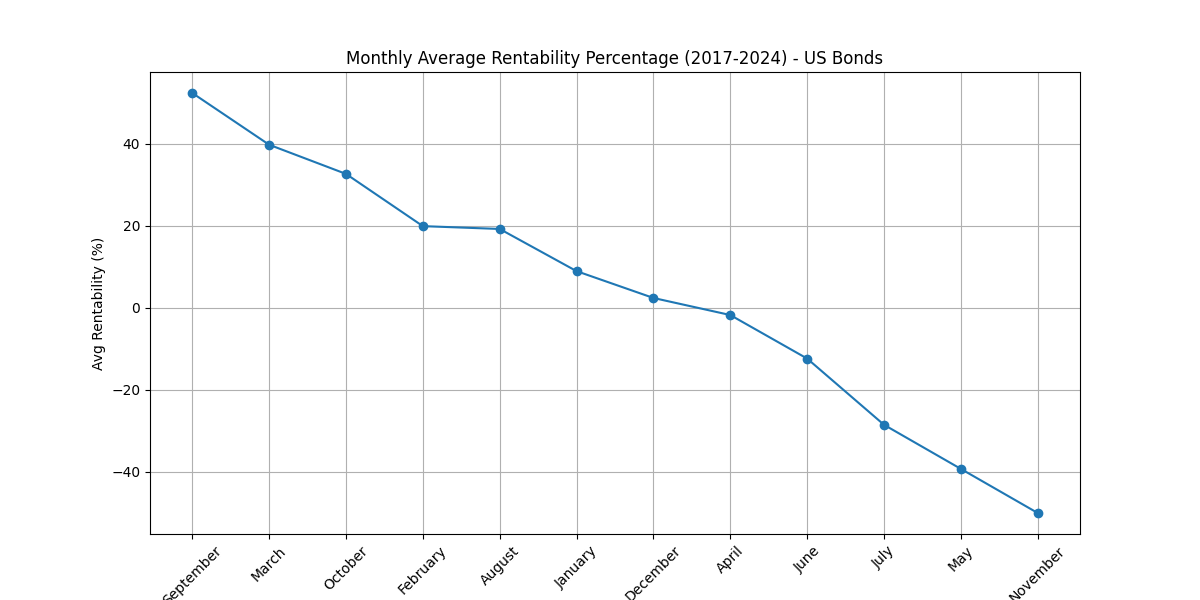 Monthly Average Rentability Percentage (2017-2024) - US Bonds
Avg Rentability (%)
40
20
0
−20
−40
September
March
October
February
August
January
December
April
June
July
May
November